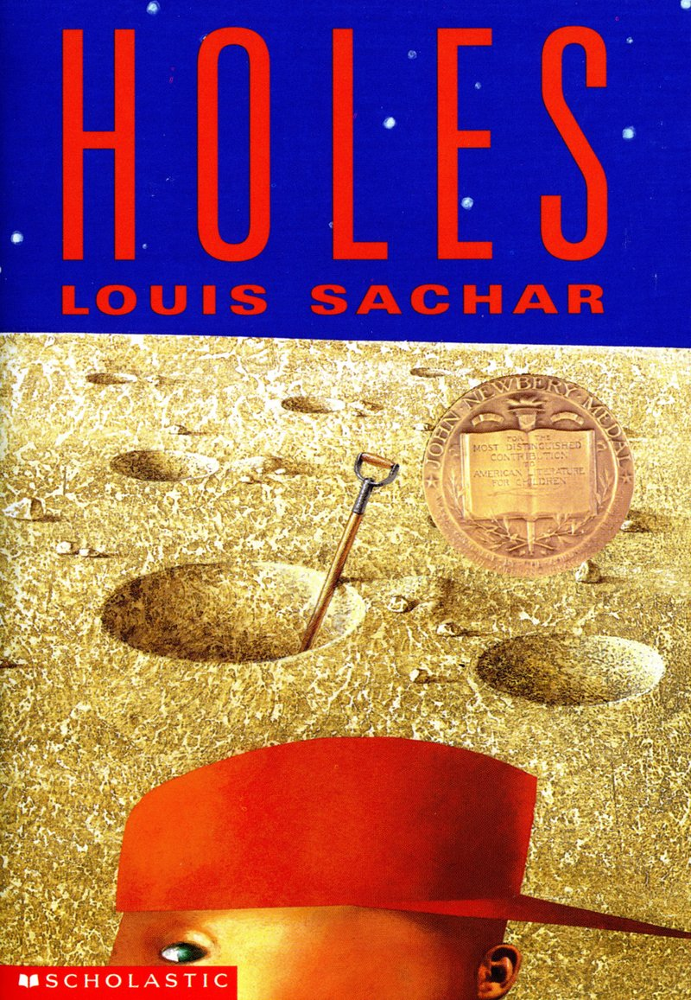 HOLES
LOUIS SACHAR
JOHN NEWBERY MEDAL
FOR THE
MOST DISTINGUISHED
CONTRIBUTION
TO
AMERICAN LITERATURE
FOR CHILDREN
SCHOLASTIC